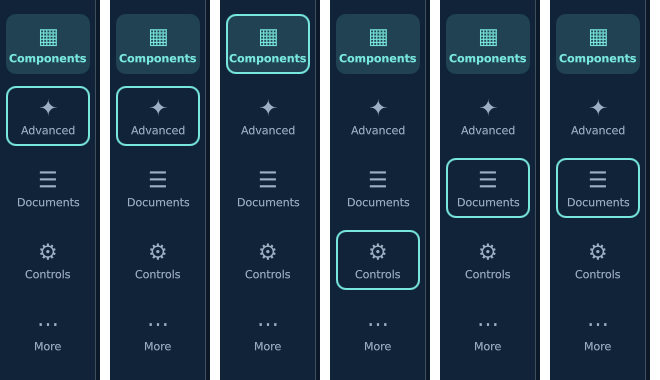 Components Components Components Components Components Components
Advanced Advanced Advanced Advanced Advanced Advanced
Documents Documents Documents Documents Documents Documents
Controls Controls Controls Controls Controls Controls
More More More More More More